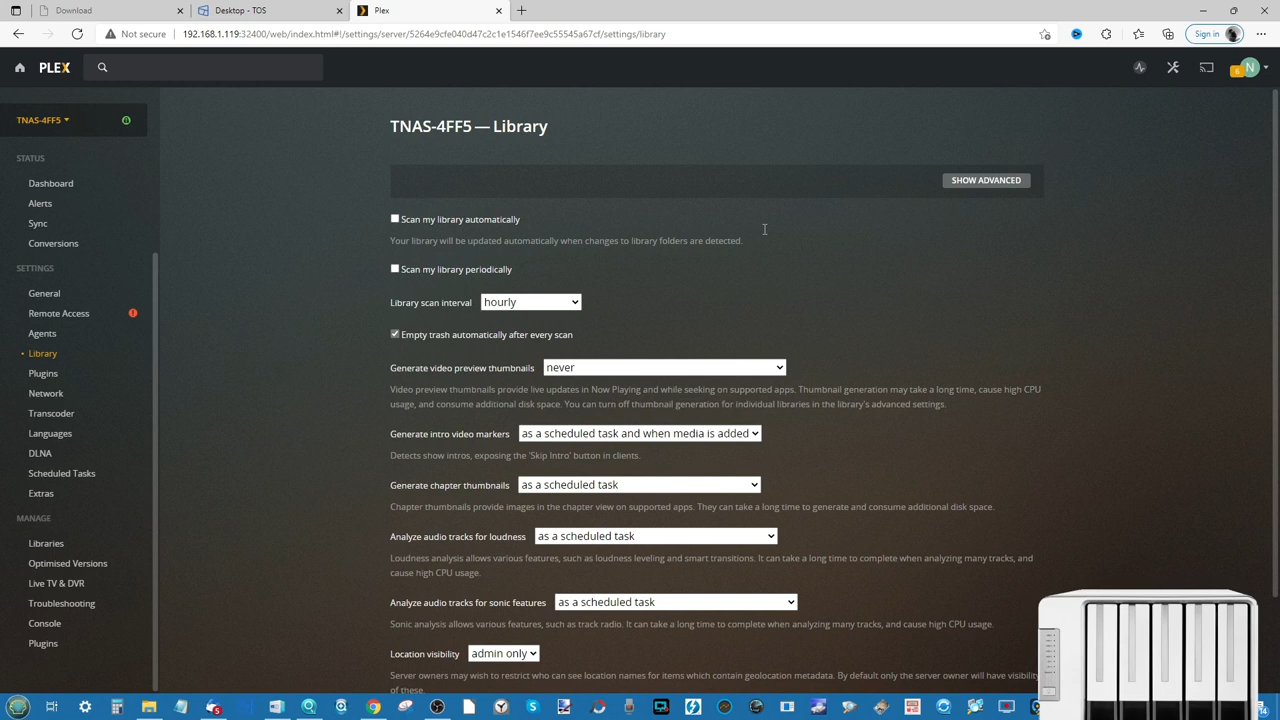 Download
Desktop - TOS
Plex
Not secure
192.168.1.119:32400/web/index.html#!/settings/server/5264e9cfe040d47c2c1e1546f7ee9c55545a67cf/settings/library
Sign in
PLEX
6
N
TNAS-4FF5
STATUS
Dashboard
Alerts
Sync
Conversions
SETTINGS
General
Remote Access
Agents
Library
Plugins
Network
Transcoder
Languages
DLNA
Scheduled Tasks
Extras
MANAGE
Libraries
Optimised Versions
Live TV & DVR
Troubleshooting
Console
Plugins
TNAS-4FF5 — Library
SHOW ADVANCED
Scan my library automatically
Your library will be updated automatically when changes to library folders are detected.
Scan my library periodically
Library scan interval hourly
Empty trash automatically after every scan
Generate video preview thumbnails never
Video preview thumbnails provide live updates in Now Playing and while seeking on supported apps. Thumbnail generation may take a long time, cause high CPU
usage, and consume additional disk space. You can turn off thumbnail generation for individual libraries in the library's advanced settings.
Generate intro video markers as a scheduled task and when media is added
Detects show intros, exposing the 'Skip Intro' button in clients.
Generate chapter thumbnails as a scheduled task
Chapter thumbnails provide images in the chapter view on supported apps. They can take a long time to generate and consume additional disk space.
Analyze audio tracks for loudness as a scheduled task
Loudness analysis allows various features, such as loudness leveling and smart transitions. It can take a long time to complete when analyzing many tracks, and
cause high CPU usage.
Analyze audio tracks for sonic features as a scheduled task
Sonic analysis allows various features, such as track radio. It can take a long time to complete when analyzing many tracks, and cause high CPU usage.
Location visibility admin only
Server owners may wish to restrict who can see location names for items which contain geolocation metadata. By default only the server owner will have visibility
of these.